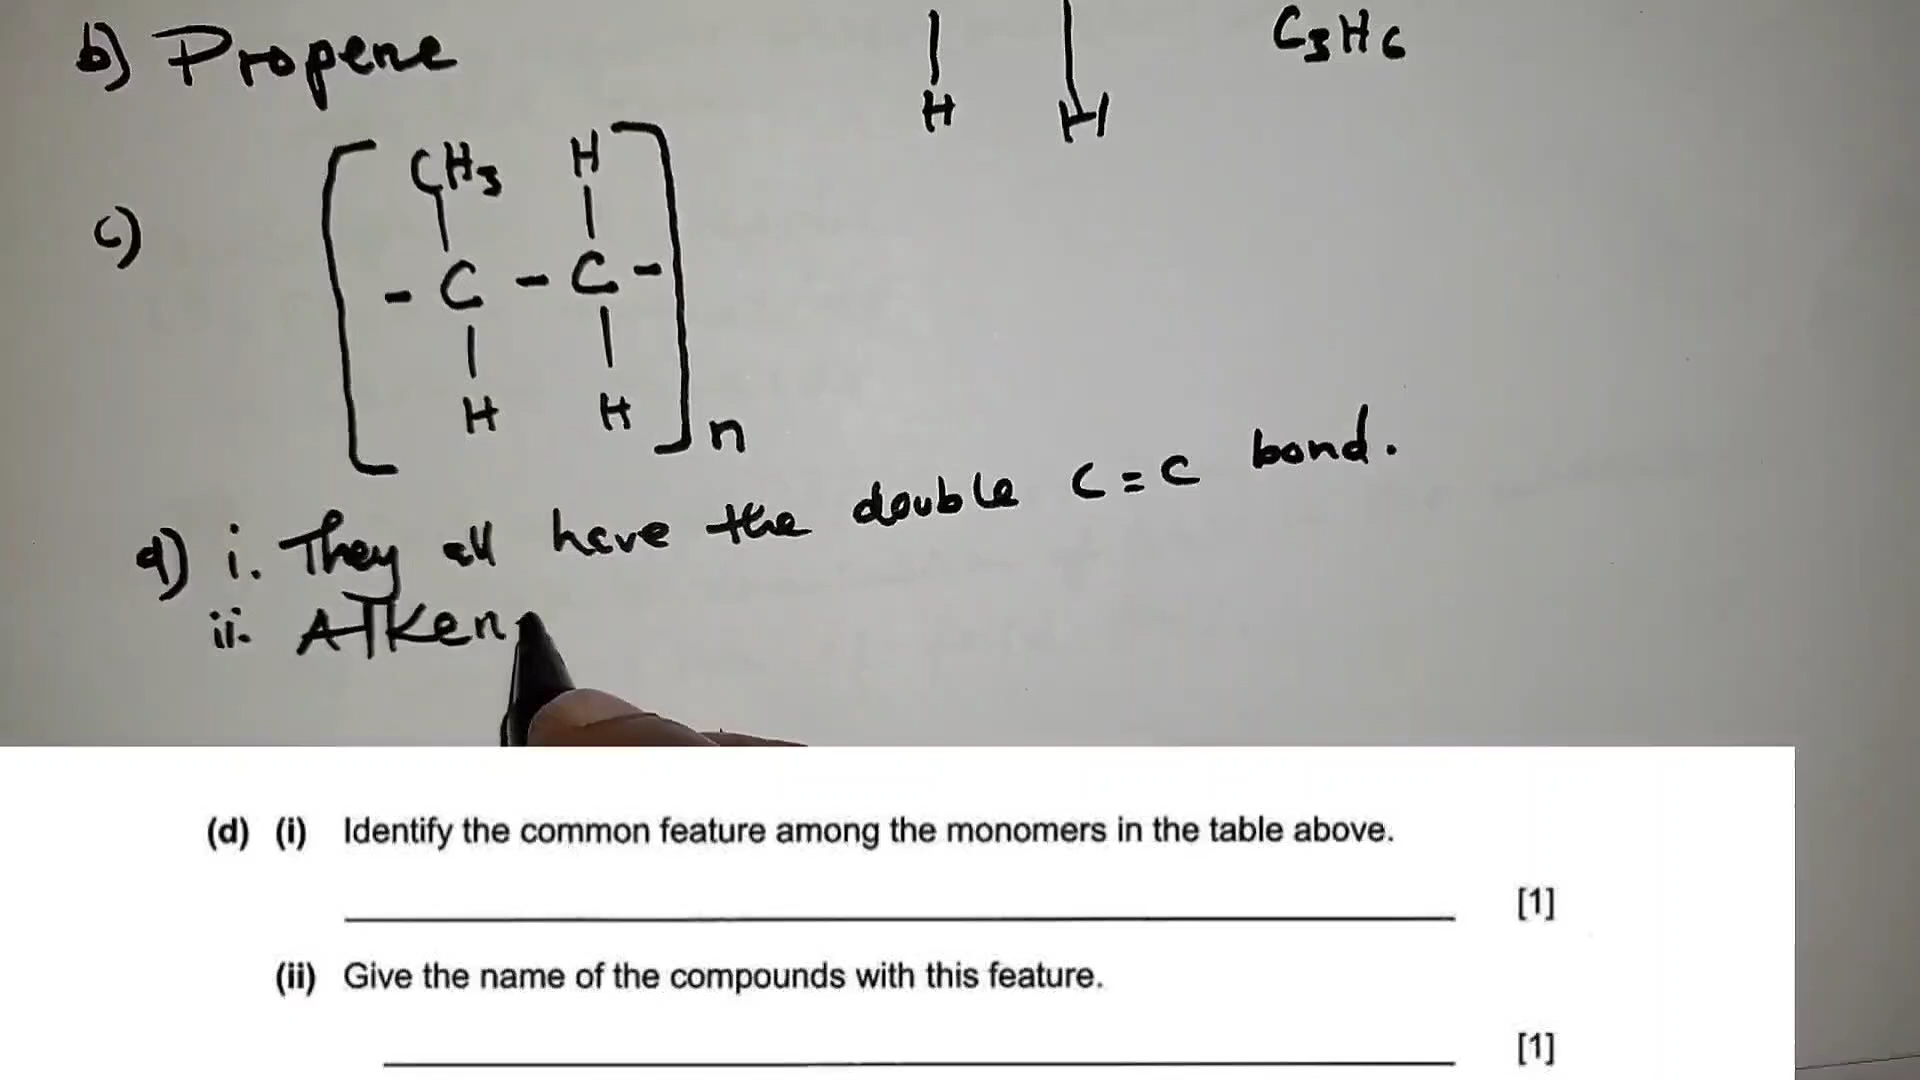 b) Propene
C3H6
H H
c)
CH3 H
- C - C -
H H
n
d) i. They all have the double C=C bond.
ii. Alken
(d) (i) Identify the common feature among the monomers in the table above.
[1]
(ii) Give the name of the compounds with this feature.
[1]